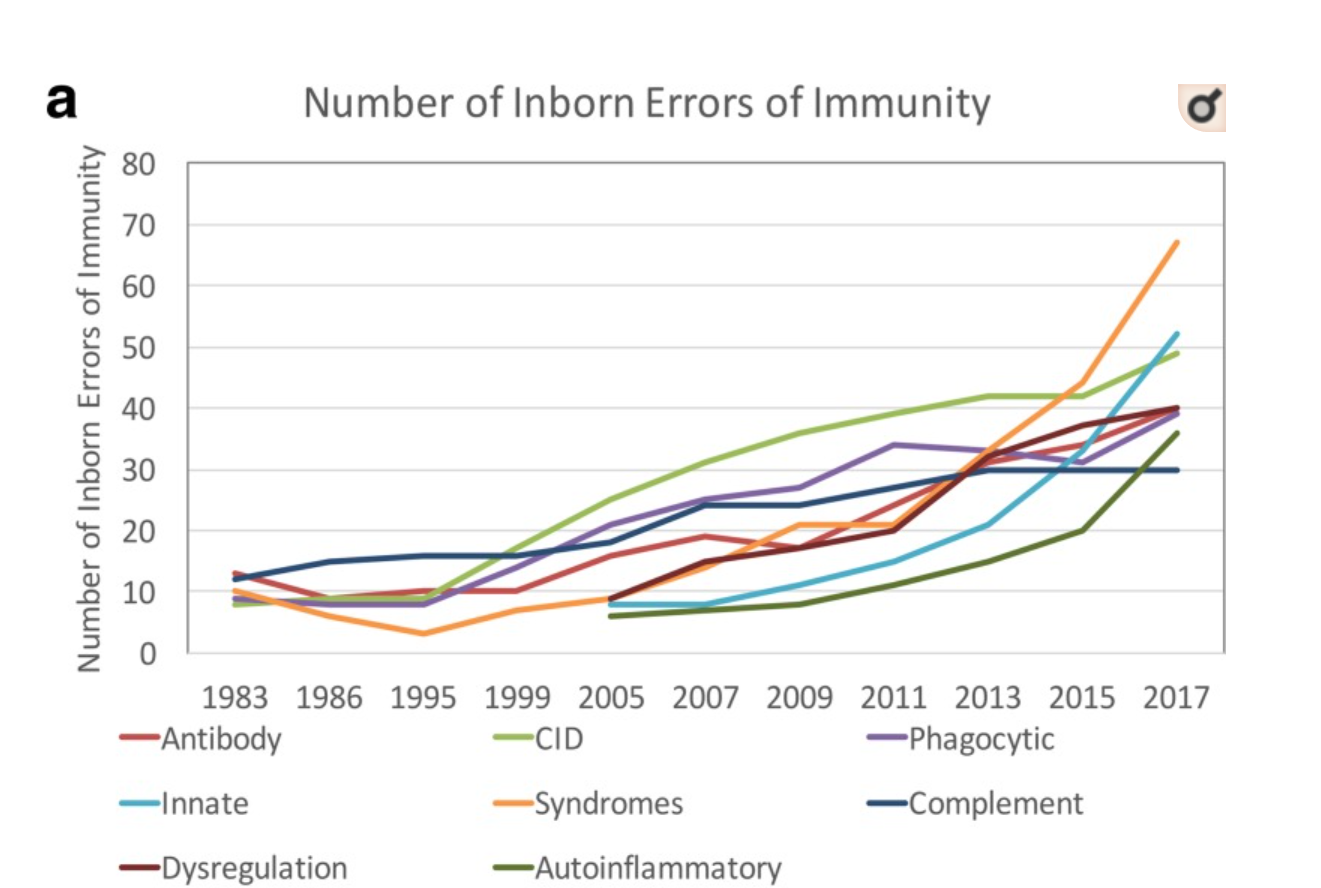 a
Number of Inborn Errors of Immunity
Number of Inborn Errors of Immunity
80
70
60
50
40
30
20
10
0
1983 1986 1995 1999 2005 2007 2009 2011 2013 2015 2017
Antibody CID Phagocytic
Innate Syndromes Complement
Dysregulation Autoinflammatory